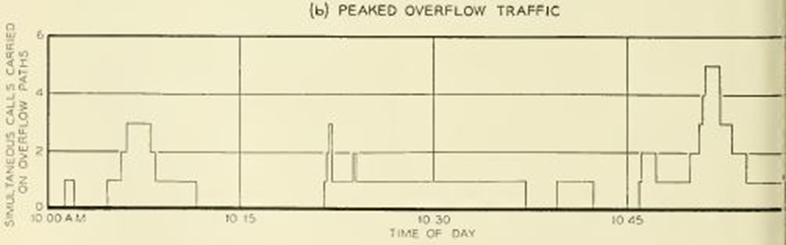 (b) PEAKED OVERFLOW TRAFFIC
SIMULTANEOUS CALLS CARRIED
ON OVERFLOW PATHS
6
4
2
0
10 00 A M
10 15
10 30
10 45
TIME OF DAY